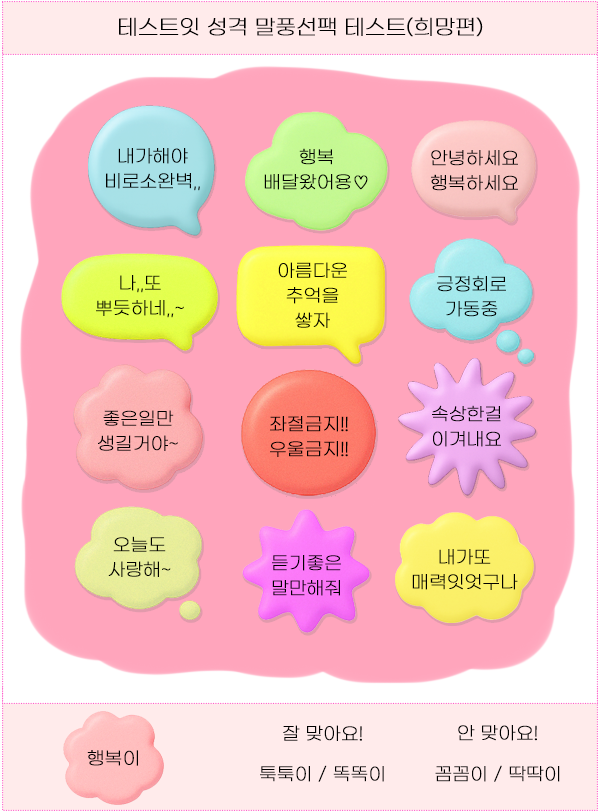 테스트잇 성격 말풍선팩 테스트(희망편)
내가해야
비로소완벽,,
행복
배달왔어용♡
안녕하세요
행복하세요
나,,또
뿌듯하네,,~
아름다운
추억을
쌓자
긍정회로
가동중
좋은일만
생길거야~
좌절금지!!
우울금지!!
속상한걸
이겨내요
오늘도
사랑해~
듣기좋은
말만해줘
내가또
매력잇엇구나
행복이
잘 맞아요!
안 맞아요!
툭툭이 / 똑똑이
꼼꼼이 / 딱딱이